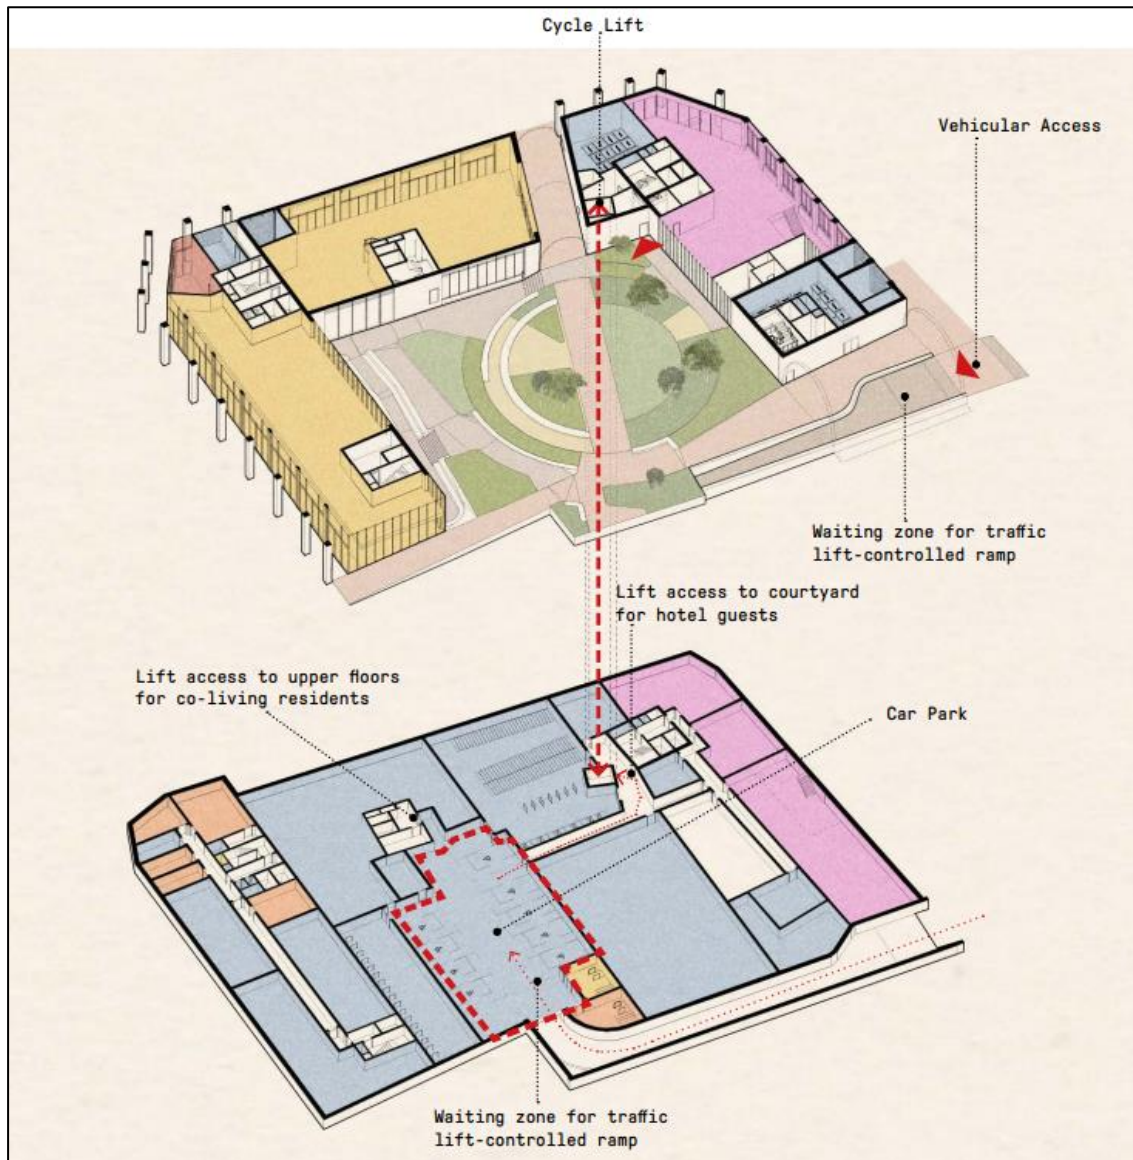 Cycle Lift
Vehicular Access
Waiting zone for traffic
lift-controlled ramp
Lift access to courtyard
for hotel guests
Lift access to upper floors
for co-living residents
Car Park
Waiting zone for traffic
lift-controlled ramp